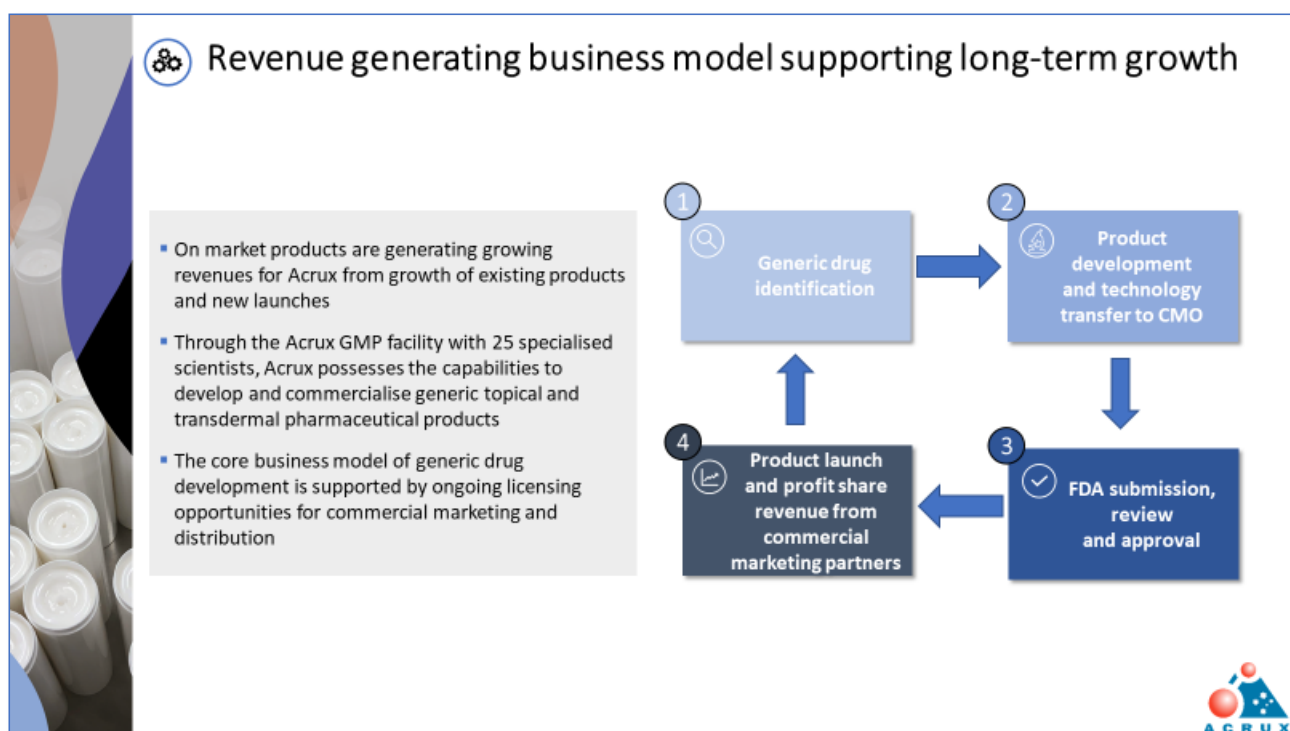 Revenue generating business model supporting long-term growth
On market products are generating growing
revenues for Acrux from growth of existing products
and new launches
Through the Acrux GMP facility with 25 specialised
scientists, Acrux possesses the capabilities to
develop and commercialise generic topical and
transdermal pharmaceutical products
The core business model of generic drug
development is supported by ongoing licensing
opportunities for commercial marketing and
distribution
1
Generic drug
identification
2
Product
development
and technology
transfer to CMO
3
FDA submission,
review
and approval
4
Product launch
and profit share
revenue from
commercial
marketing partners
ACRUX